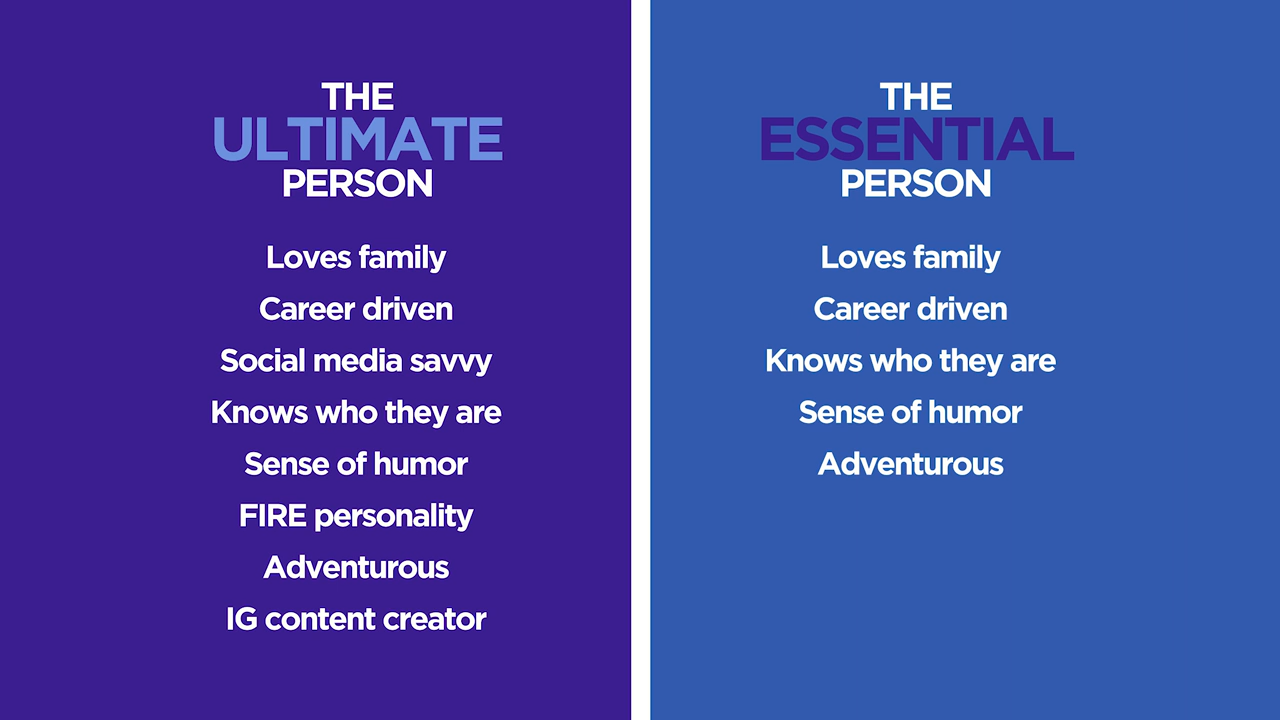 THE
ULTIMATE
PERSON
Loves family
Career driven
Social media savvy
Knows who they are
Sense of humor
FIRE personality
Adventurous
IG content creator
THE
ESSENTIAL
PERSON
Loves family
Career driven
Knows who they are
Sense of humor
Adventurous